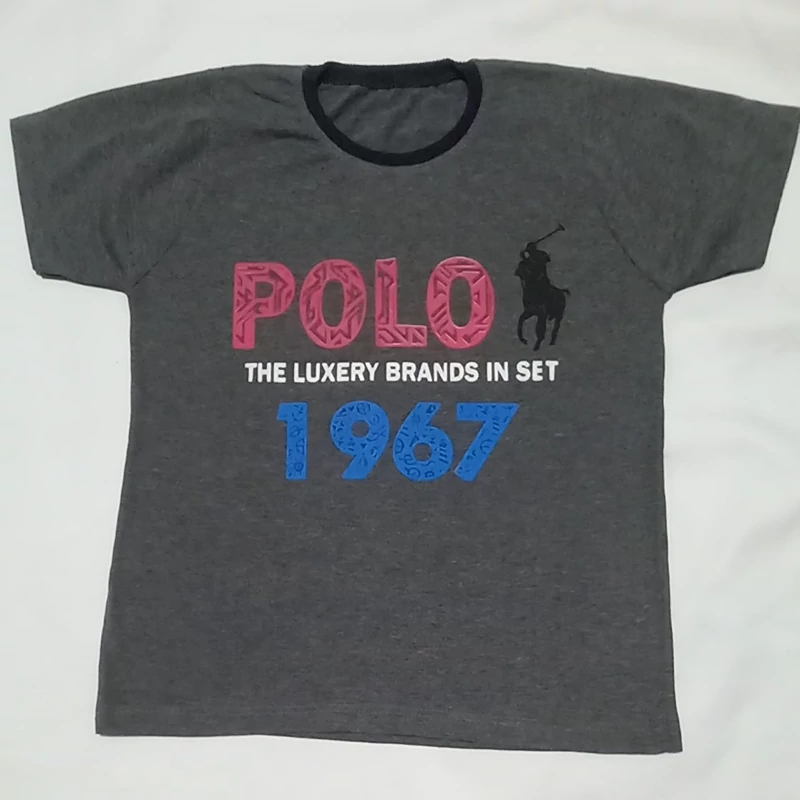 POLO
THE LUXERY BRANDS IN SET
1967